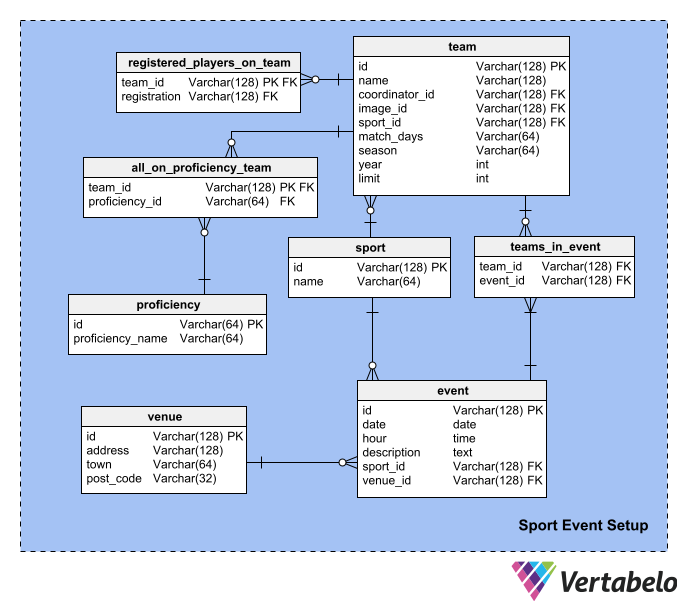 registered_players_on_team
team_id Varchar(128) PK FK
registration Varchar(128) FK
team
id Varchar(128) PK
name Varchar(128)
coordinator_id Varchar(128) FK
image_id Varchar(128) FK
sport_id Varchar(128) FK
match_days Varchar(64)
season Varchar(64)
year int
limit int
all_on_proficiency_team
team_id Varchar(128) PK FK
proficiency_id Varchar(64) FK
sport
id Varchar(128) PK
name Varchar(64)
teams_in_event
team_id Varchar(128) FK
event_id Varchar(128) FK
proficiency
id Varchar(64) PK
proficiency_name Varchar(64)
event
id Varchar(128) PK
date date
hour time
description text
sport_id Varchar(128) FK
venue_id Varchar(128) FK
venue
id Varchar(128) PK
address Varchar(128)
town Varchar(64)
post_code Varchar(32)
Sport Event Setup
Vertabelo